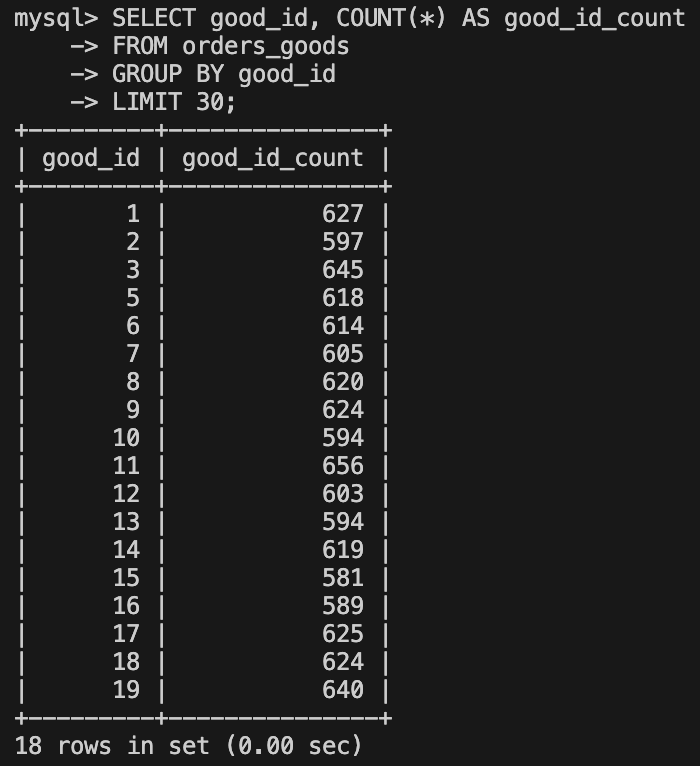 mysql> SELECT good_id, COUNT(*) AS good_id_count
    -> FROM orders_goods
    -> GROUP BY good_id
    -> LIMIT 30;
+---------+---------------+
| good_id | good_id_count |
+---------+---------------+
|       1 |           627 |
|       2 |           597 |
|       3 |           645 |
|       5 |           618 |
|       6 |           614 |
|       7 |           605 |
|       8 |           620 |
|       9 |           624 |
|      10 |           594 |
|      11 |           656 |
|      12 |           603 |
|      13 |           594 |
|      14 |           619 |
|      15 |           581 |
|      16 |           589 |
|      17 |           625 |
|      18 |           624 |
|      19 |           640 |
+---------+---------------+
18 rows in set (0.00 sec)